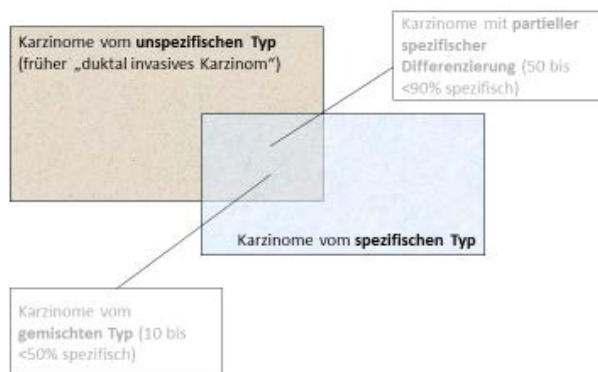 Karzinome vom unspezifischen Typ
(früher „duktal invasives Karzinom“)
Karzinome mit partieller
spezifischer
Differenzierung (50 bis
<90% spezifisch)
Karzinome vom spezifischen Typ
Karzinome vom
gemischten Typ (10 bis
<50% spezifisch)